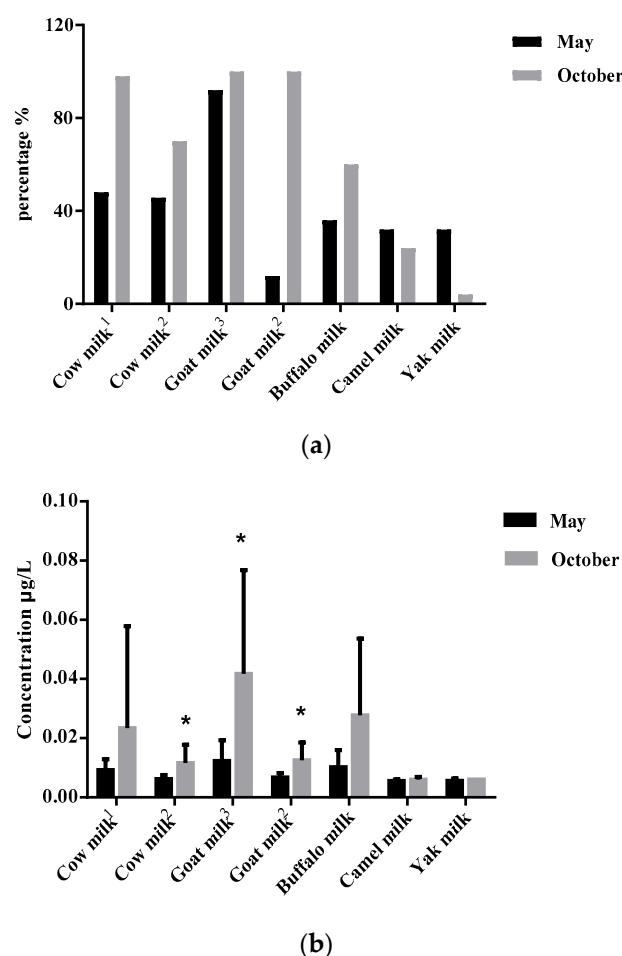 120
80
40
0
percentage %
May
October
Cow milk¹
Cow milk²
Goat milk³
Goat milk²
Buffalo milk
Camel milk
Yak milk
(a)
0.10
0.08
0.06
0.04
0.02
0.00
Concentration µg/L
May
October
*
*
*
Cow milk¹
Cow milk²
Goat milk³
Goat milk²
Buffalo milk
Camel milk
Yak milk
(b)